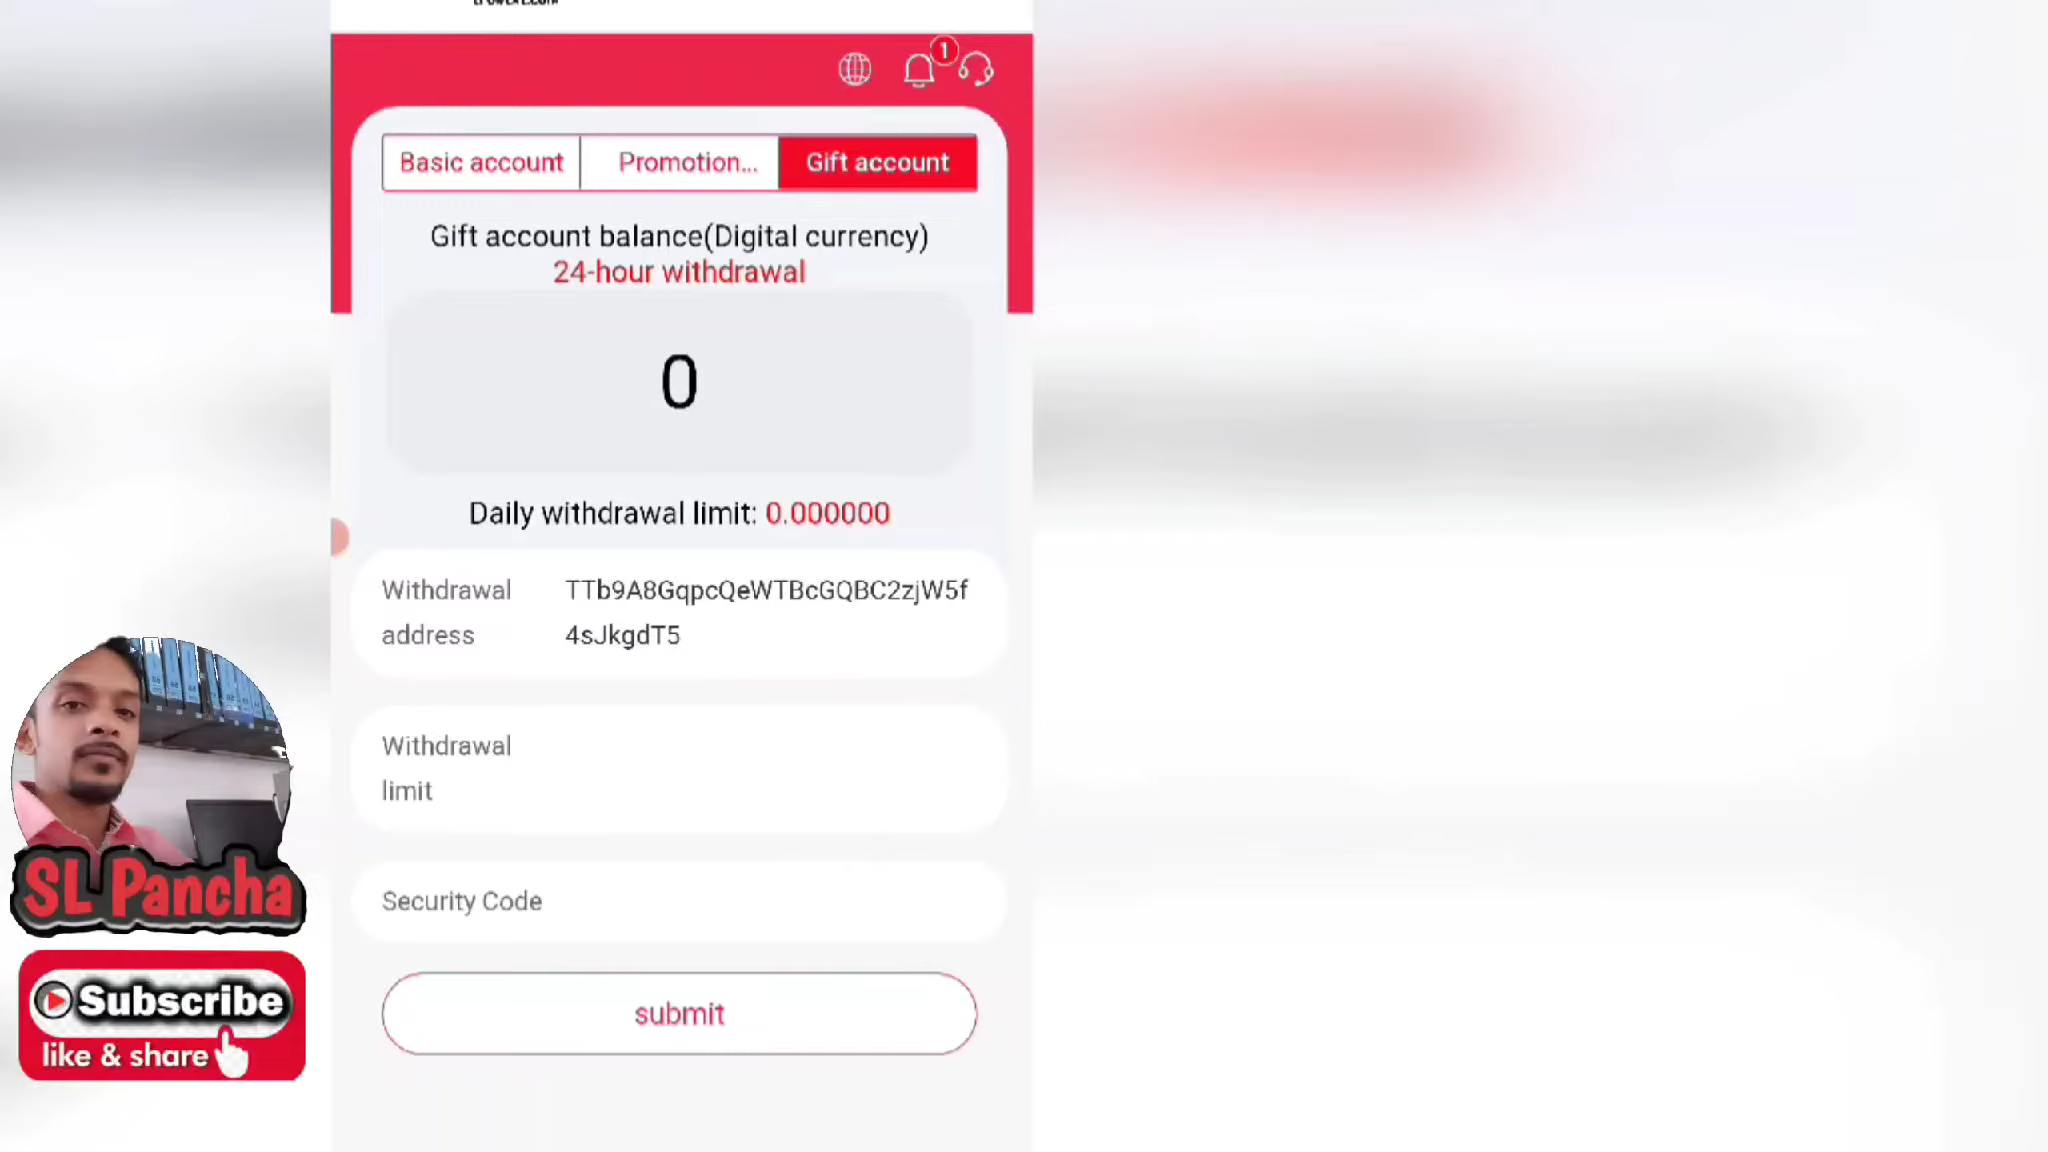 1
Basic account
Promotion...
Gift account
Gift account balance(Digital currency)
24-hour withdrawal
0
Daily withdrawal limit: 0.000000
Withdrawal address
TTb9A8GqpcQeWTBcGQBC2zjW5f
4sJkgdT5
Withdrawal
limit
Security Code
submit
SL Pancha
Subscribe
like & share